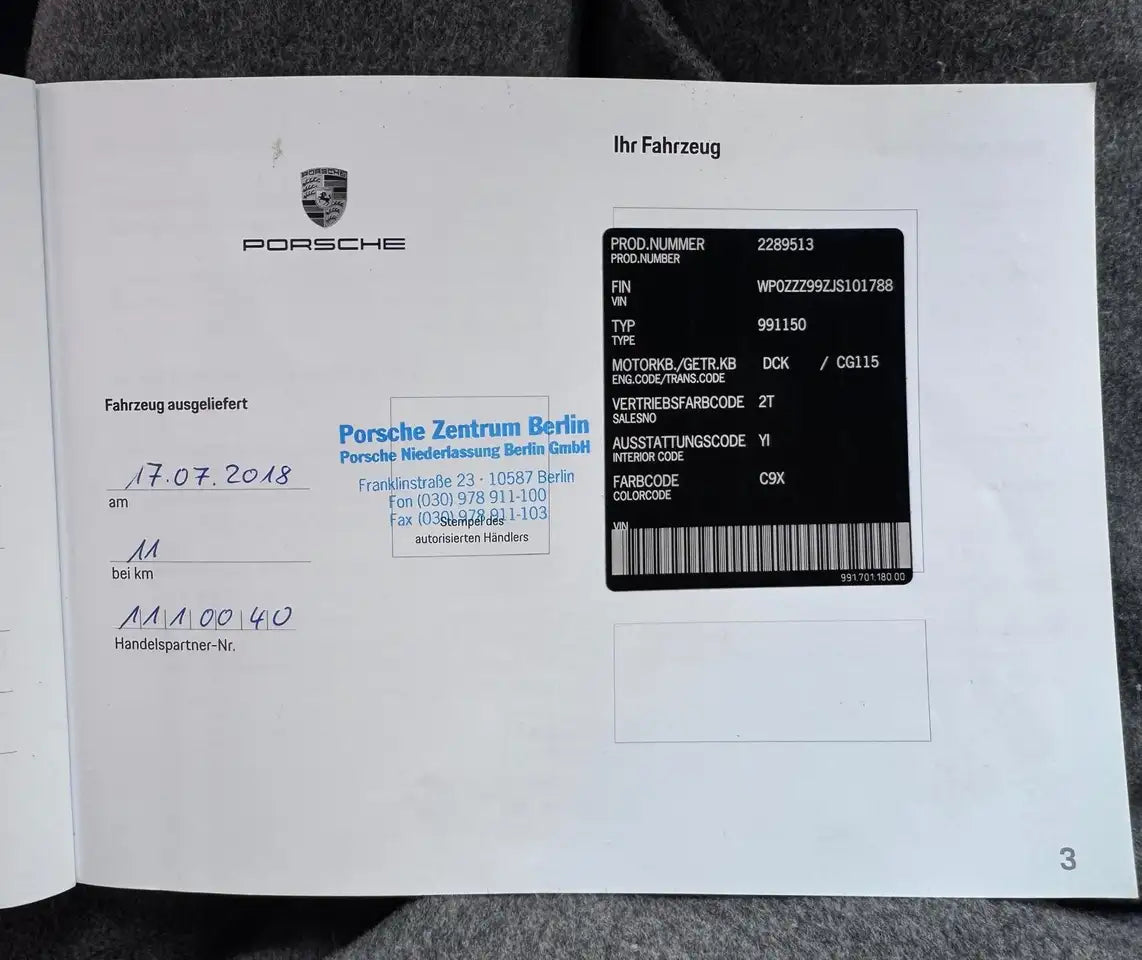 PORSCHE
PORSCHE
Fahrzeug ausgeliefert
17.07.2018
am
11
bei km
11100 40
Handelspartner-Nr.
Porsche Zentrum Berlin
Porsche Niederlassung Berlin GmbH
Franklinstraße 23 · 10587 Berlin
Fon (030) 978 911-100
Fax (030) 978 911-103
Stempel des
autorisierten Händlers
Ihr Fahrzeug
PROD.NUMMER 2289513
PROD.NUMBER
FIN WP0ZZZ99ZJS101788
VIN
TYP 991150
TYPE
MOTORKB./GETR.KB DCK / CG115
ENG.CODE/TRANS.CODE
VERTRIEBSFARBCODE 2T
SALESNO
AUSSTATTUNGSCODE YI
INTERIOR CODE
FARBCODE C9X
COLORCODE
VIN
991.701.180.00
3